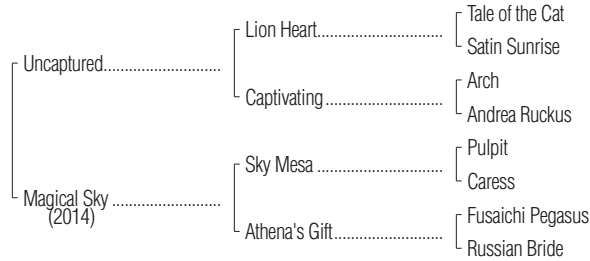 Tale of the Cat
Lion Heart
Satin Sunrise
Uncaptured
Arch
Captivating
Andrea Ruckus
Pulpit
Sky Mesa
Caress
Magical Sky
(2014)
Fusaichi Pegasus
Athena's Gift
Russian Bride